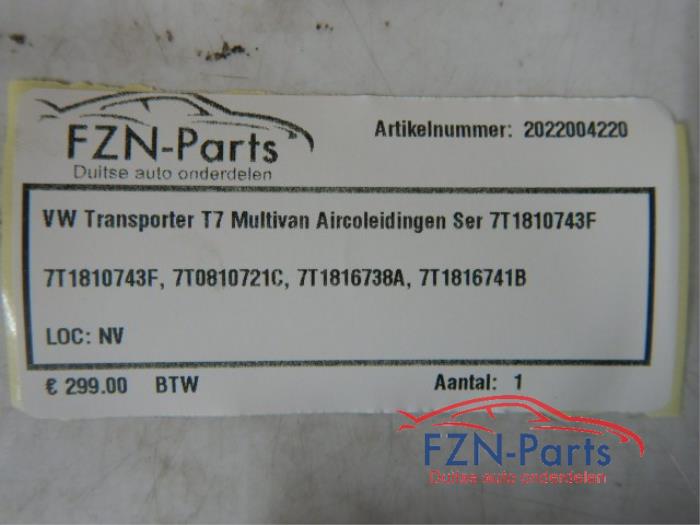 FZN-Parts
Duitse auto onderdelen
Artikelnummer: 2022004220
VW Transporter T7 Multivan Aircoleidingen Ser 7T1810743F
7T1810743F, 7T0810721C, 7T1816738A, 7T1816741B
LOC: NV
€ 299.00 BTW Aantal: 1
FZN-Parts
Duitse auto onderdelen